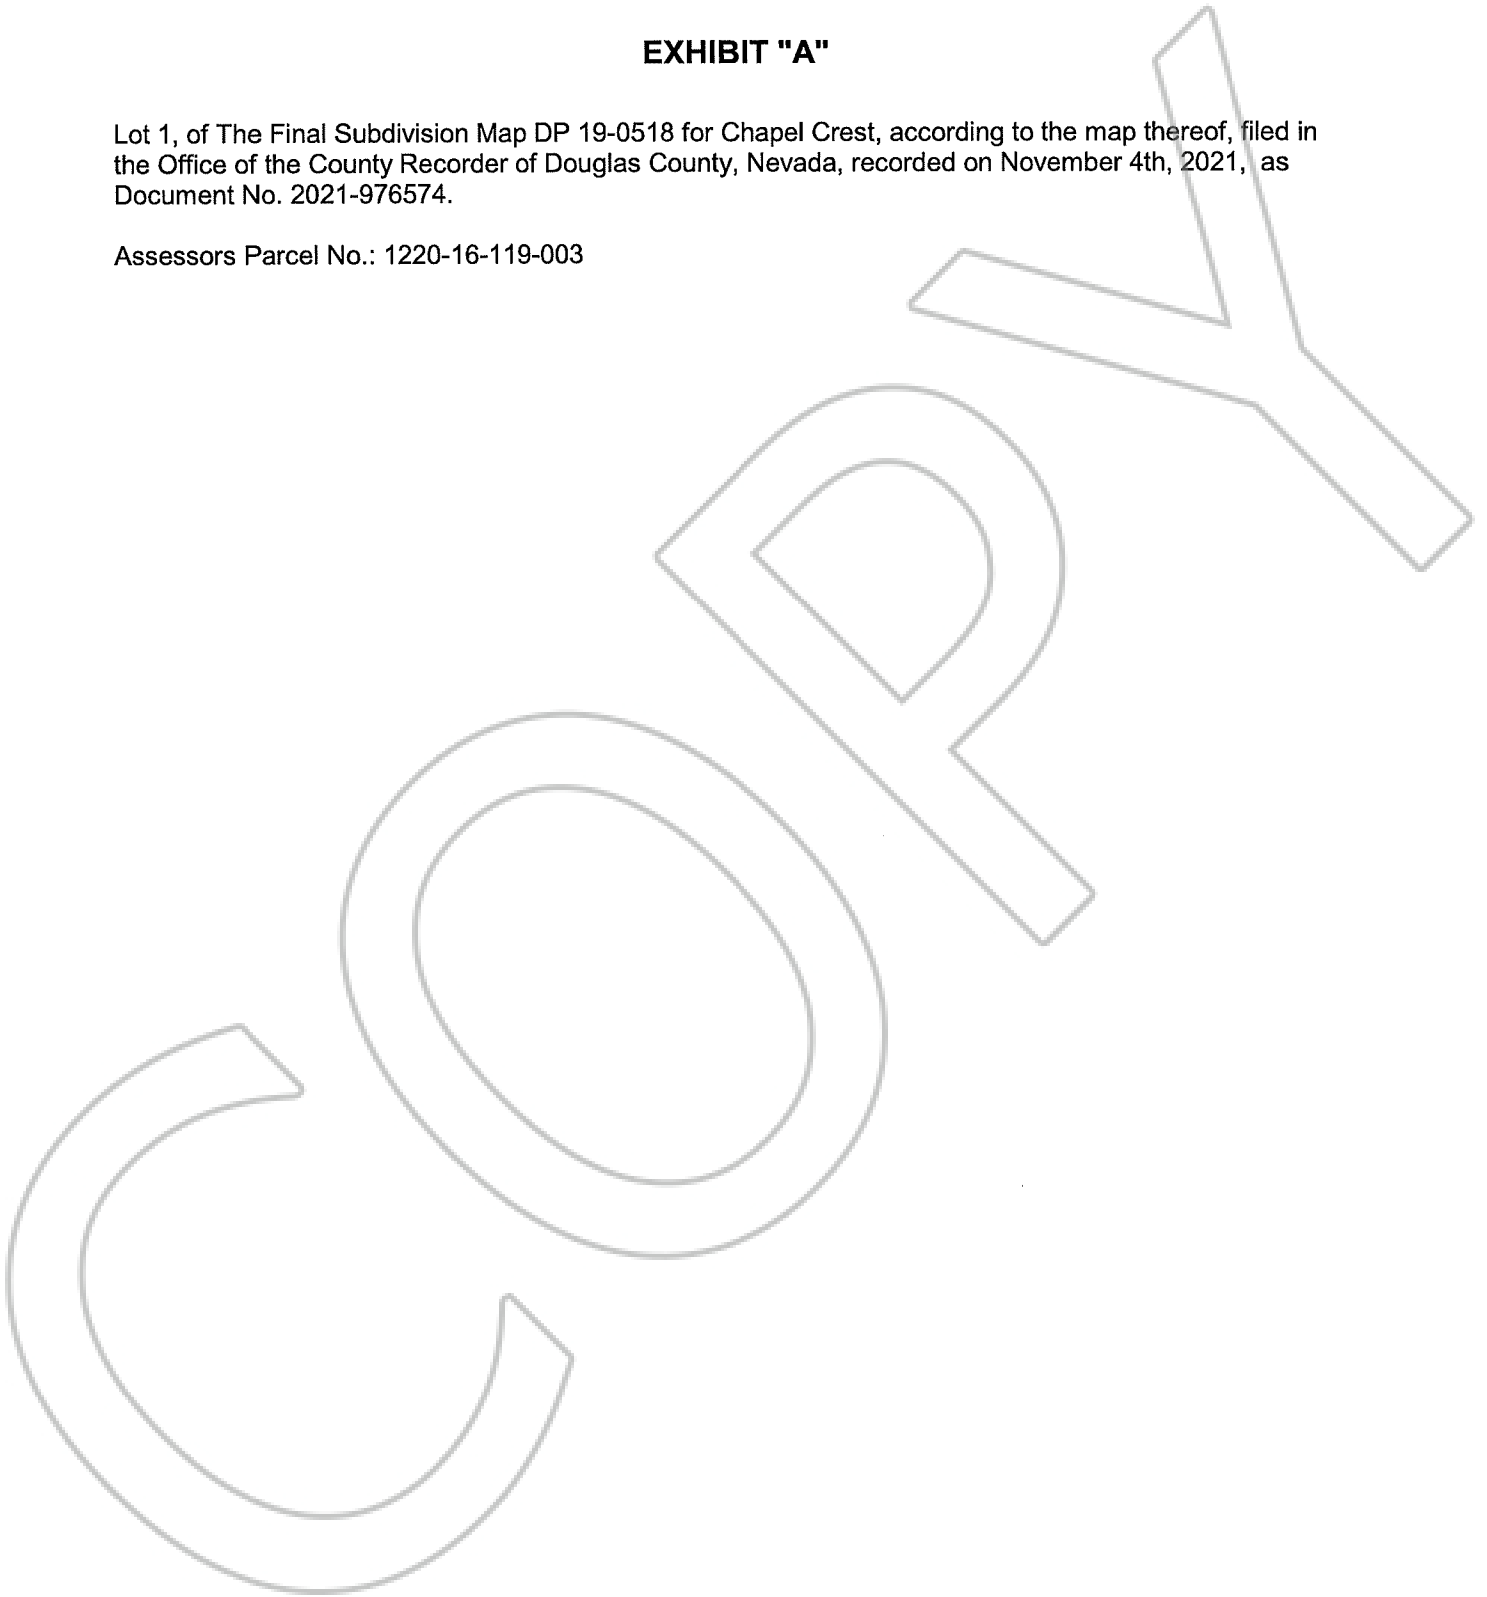 EXHIBIT "A"
Lot 1, of The Final Subdivision Map DP 19-0518 for Chapel Crest, according to the map thereof, filed in
the Office of the County Recorder of Douglas County, Nevada, recorded on November 4th, 2021, as
Document No. 2021-976574.
Assessors Parcel No.: 1220-16-119-003
COPY